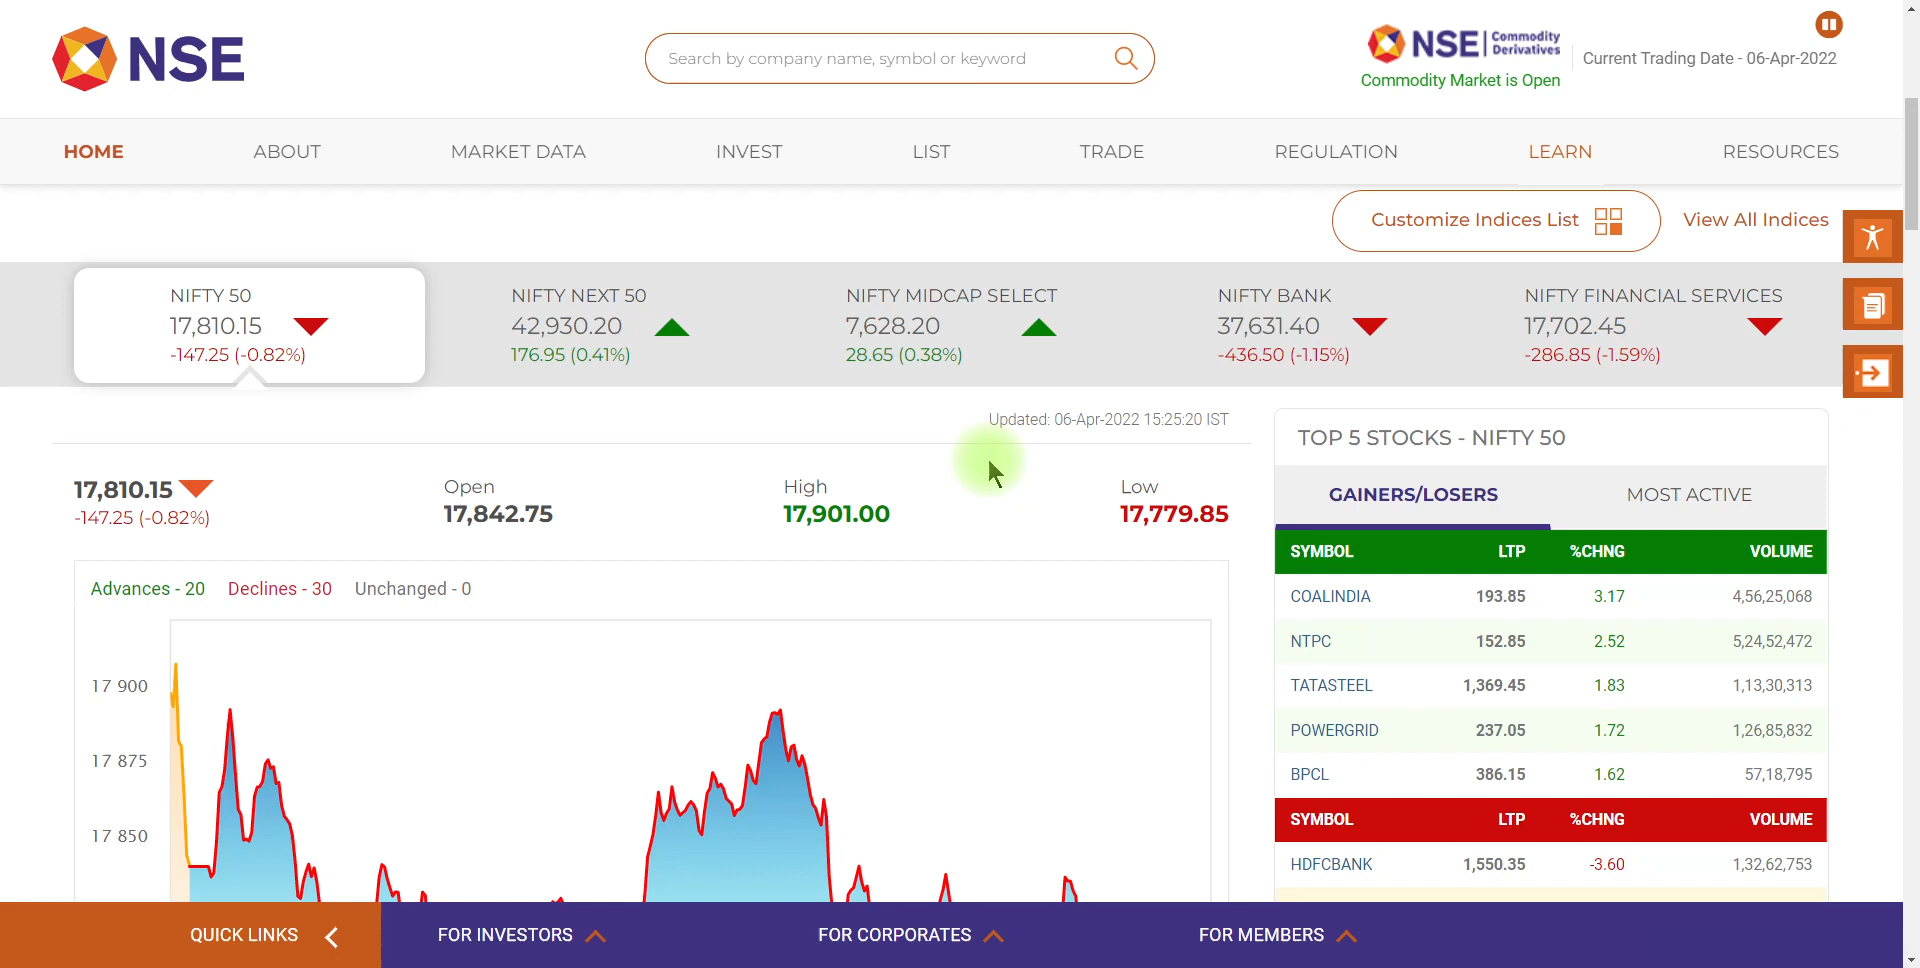 NSE
Search by company name, symbol or keyword
NSE | Commodity Derivatives
Commodity Market is Open
Current Trading Date - 06-Apr-2022
HOME ABOUT MARKET DATA INVEST LIST TRADE REGULATION LEARN RESOURCES
Customize Indices List View All Indices
NIFTY 50 NIFTY NEXT 50 NIFTY MIDCAP SELECT NIFTY BANK NIFTY FINANCIAL SERVICES
17,810.15 42,930.20 7,628.20 37,631.40 17,702.45
-147.25 (-0.82%) 176.95 (0.41%) 28.65 (0.38%) -436.50 (-1.15%) -286.85 (-1.59%)
Updated: 06-Apr-2022 15:25:20 IST
17,810.15 Open High Low
-147.25 (-0.82%) 17,842.75 17,901.00 17,779.85
Advances - 20 Declines - 30 Unchanged - 0
17 900
17 875
17 850
TOP 5 STOCKS - NIFTY 50
GAINERS/LOSERS MOST ACTIVE
SYMBOL LTP %CHNG VOLUME
COALINDIA 193.85 3.17 4,56,25,068
NTPC 152.85 2.52 5,24,52,472
TATASTEEL 1,369.45 1.83 1,13,30,313
POWERGRID 237.05 1.72 1,26,85,832
BPCL 386.15 1.62 57,18,795
SYMBOL LTP %CHNG VOLUME
HDFCBANK 1,550.35 -3.60 1,32,62,753
QUICK LINKS FOR INVESTORS FOR CORPORATES FOR MEMBERS